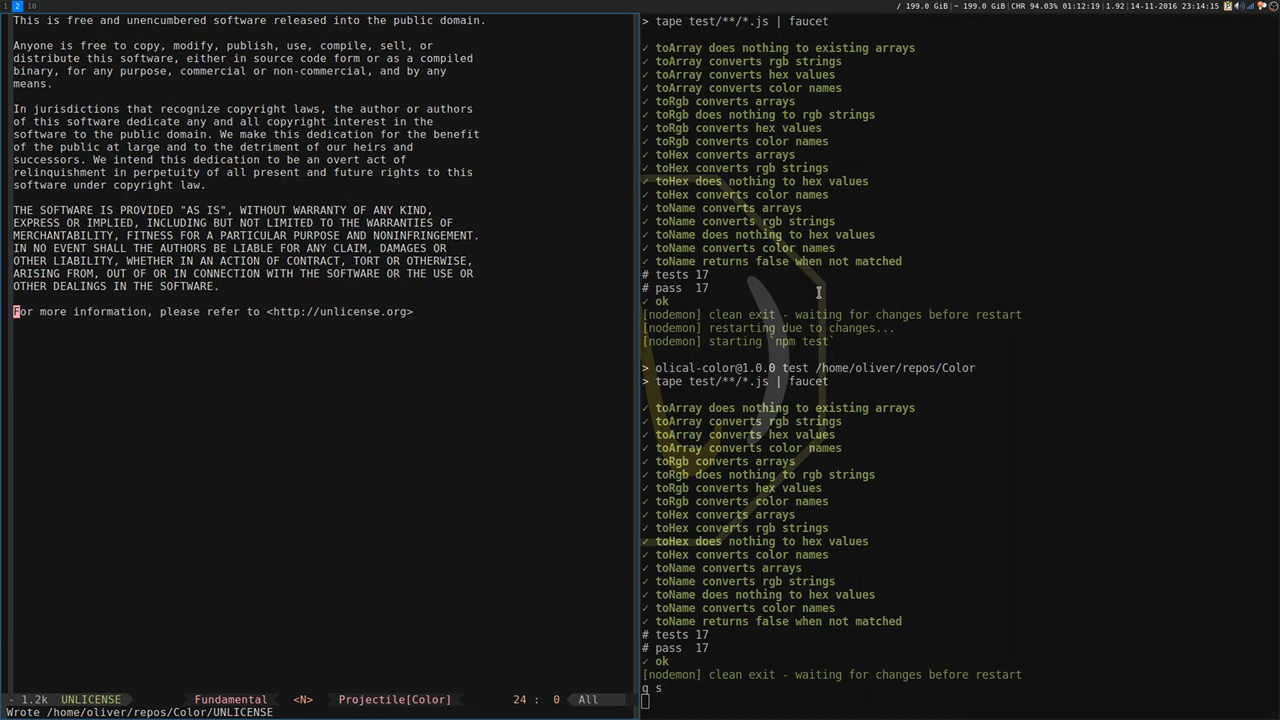 1 2 10
/ 199.0 GiB/~ 199.0 GiB|CHR 94.03% 01:12:19|1.92|14-11-2016 23:14:15
This is free and unencumbered software released into the public domain.
Anyone is free to copy, modify, publish, use, compile, sell, or
distribute this software, either in source code form or as a compiled
binary, for any purpose, commercial or non-commercial, and by any
means.
In jurisdictions that recognize copyright laws, the author or authors
of this software dedicate any and all copyright interest in the
software to the public domain. We make this dedication for the benefit
of the public at large and to the detriment of our heirs and
successors. We intend this dedication to be an overt act of
relinquishment in perpetuity of all present and future rights to this
software under copyright law.
THE SOFTWARE IS PROVIDED "AS IS", WITHOUT WARRANTY OF ANY KIND,
EXPRESS OR IMPLIED, INCLUDING BUT NOT LIMITED TO THE WARRANTIES OF
MERCHANTABILITY, FITNESS FOR A PARTICULAR PURPOSE AND NONINFRINGEMENT.
IN NO EVENT SHALL THE AUTHORS BE LIABLE FOR ANY CLAIM, DAMAGES OR
OTHER LIABILITY, WHETHER IN AN ACTION OF CONTRACT, TORT OR OTHERWISE,
ARISING FROM, OUT OF OR IN CONNECTION WITH THE SOFTWARE OR THE USE OR
OTHER DEALINGS IN THE SOFTWARE.
For more information, please refer to <http://unlicense.org>
- 1.2k UNLICENSE Fundamental <N> Projectile[Color] 24 : 0 All
Wrote /home/oliver/repos/Color/UNLICENSE
> tape test/**/*.js | faucet
✓ toArray does nothing to existing arrays
✓ toArray converts rgb strings
✓ toArray converts hex values
✓ toArray converts color names
✓ toRgb converts arrays
✓ toRgb does nothing to rgb strings
✓ toRgb converts hex values
✓ toRgb converts color names
✓ toHex converts arrays
✓ toHex converts rgb strings
✓ toHex does nothing to hex values
✓ toHex converts color names
✓ toName converts arrays
✓ toName converts rgb strings
✓ toName does nothing to hex values
✓ toName converts color names
✓ toName returns false when not matched
# tests 17
# pass 17
✓ ok
[nodemon] clean exit - waiting for changes before restart
[nodemon] restarting due to changes...
[nodemon] starting `npm test`
> olical-color@1.0.0 test /home/oliver/repos/Color
> tape test/**/*.js | faucet
✓ toArray does nothing to existing arrays
✓ toArray converts rgb strings
✓ toArray converts hex values
✓ toArray converts color names
✓ toRgb converts arrays
✓ toRgb does nothing to rgb strings
✓ toRgb converts hex values
✓ toRgb converts color names
✓ toHex converts arrays
✓ toHex converts rgb strings
✓ toHex does nothing to hex values
✓ toHex converts color names
✓ toName converts arrays
✓ toName converts rgb strings
✓ toName does nothing to hex values
✓ toName converts color names
✓ toName returns false when not matched
# tests 17
# pass 17
✓ ok
[nodemon] clean exit - waiting for changes before restart
g s